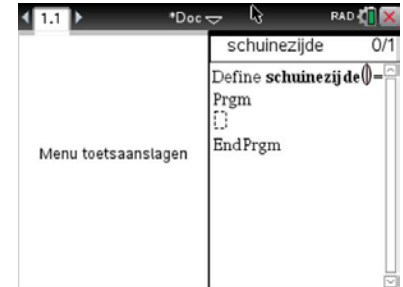 1.1 *Doc RAD
schuinezijde 0/1
Define schuinezijde()=
Prgm
EndPrgm
Menu toetsaanslagen